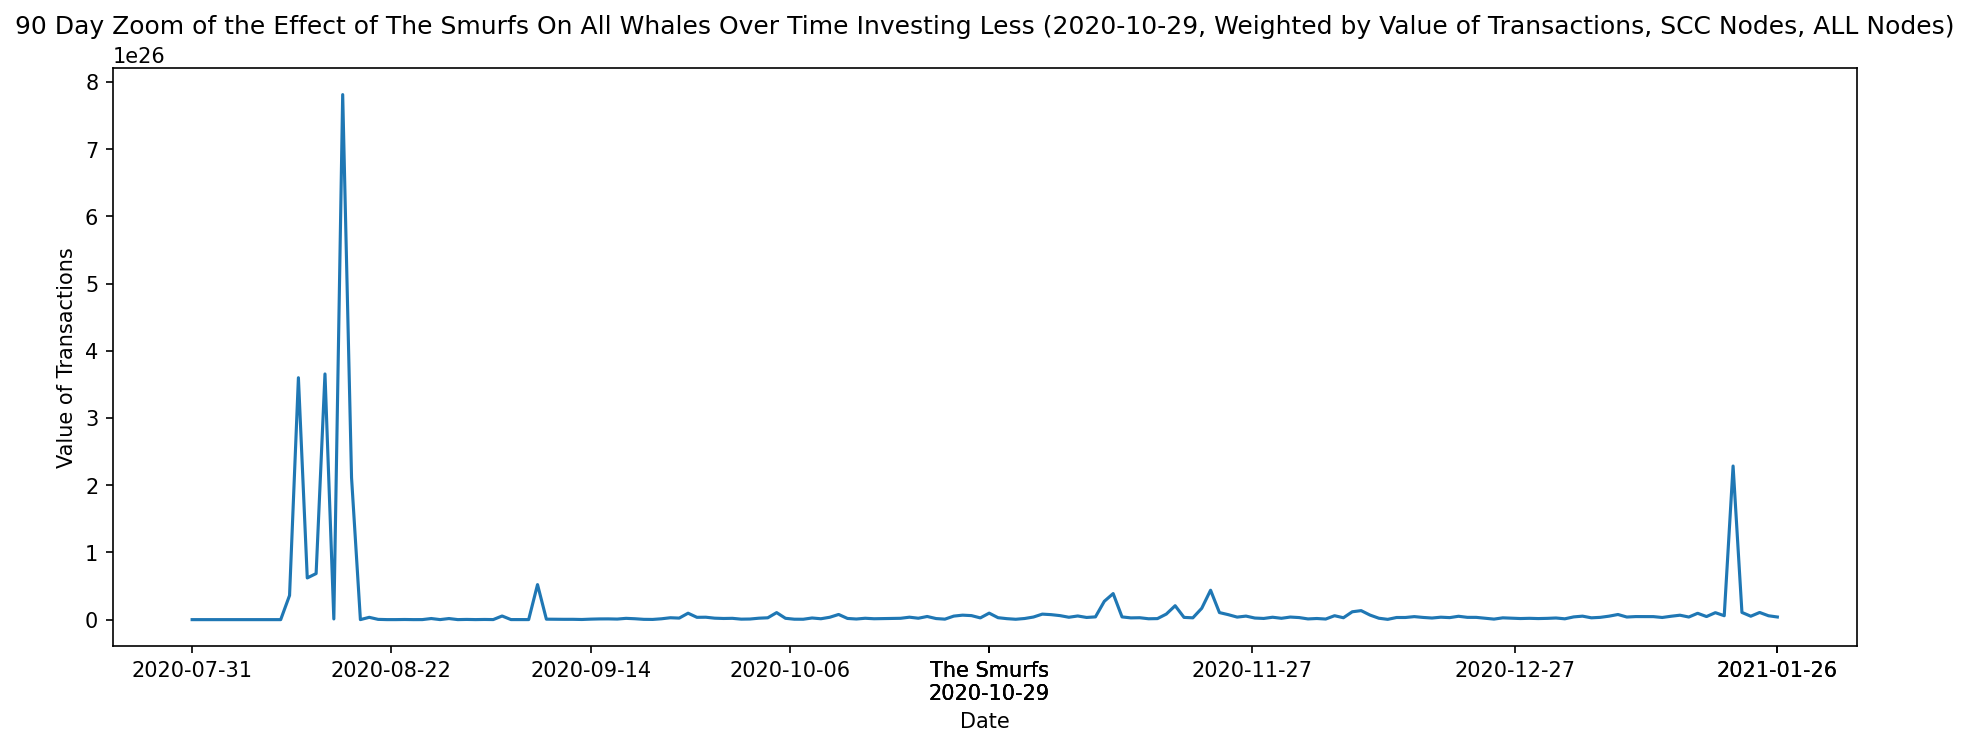 90 Day Zoom of the Effect of The Smurfs On All Whales Over Time Investing Less (2020-10-29, Weighted by Value of Transactions, SCC Nodes, ALL Nodes)
1e26
8
7
6
5
4
3
2
1
0
Value of Transactions
2020-07-31 2020-08-22 2020-09-14 2020-10-06 The Smurfs 2020-11-27 2020-12-27 2021-01-26
2020-10-29
Date